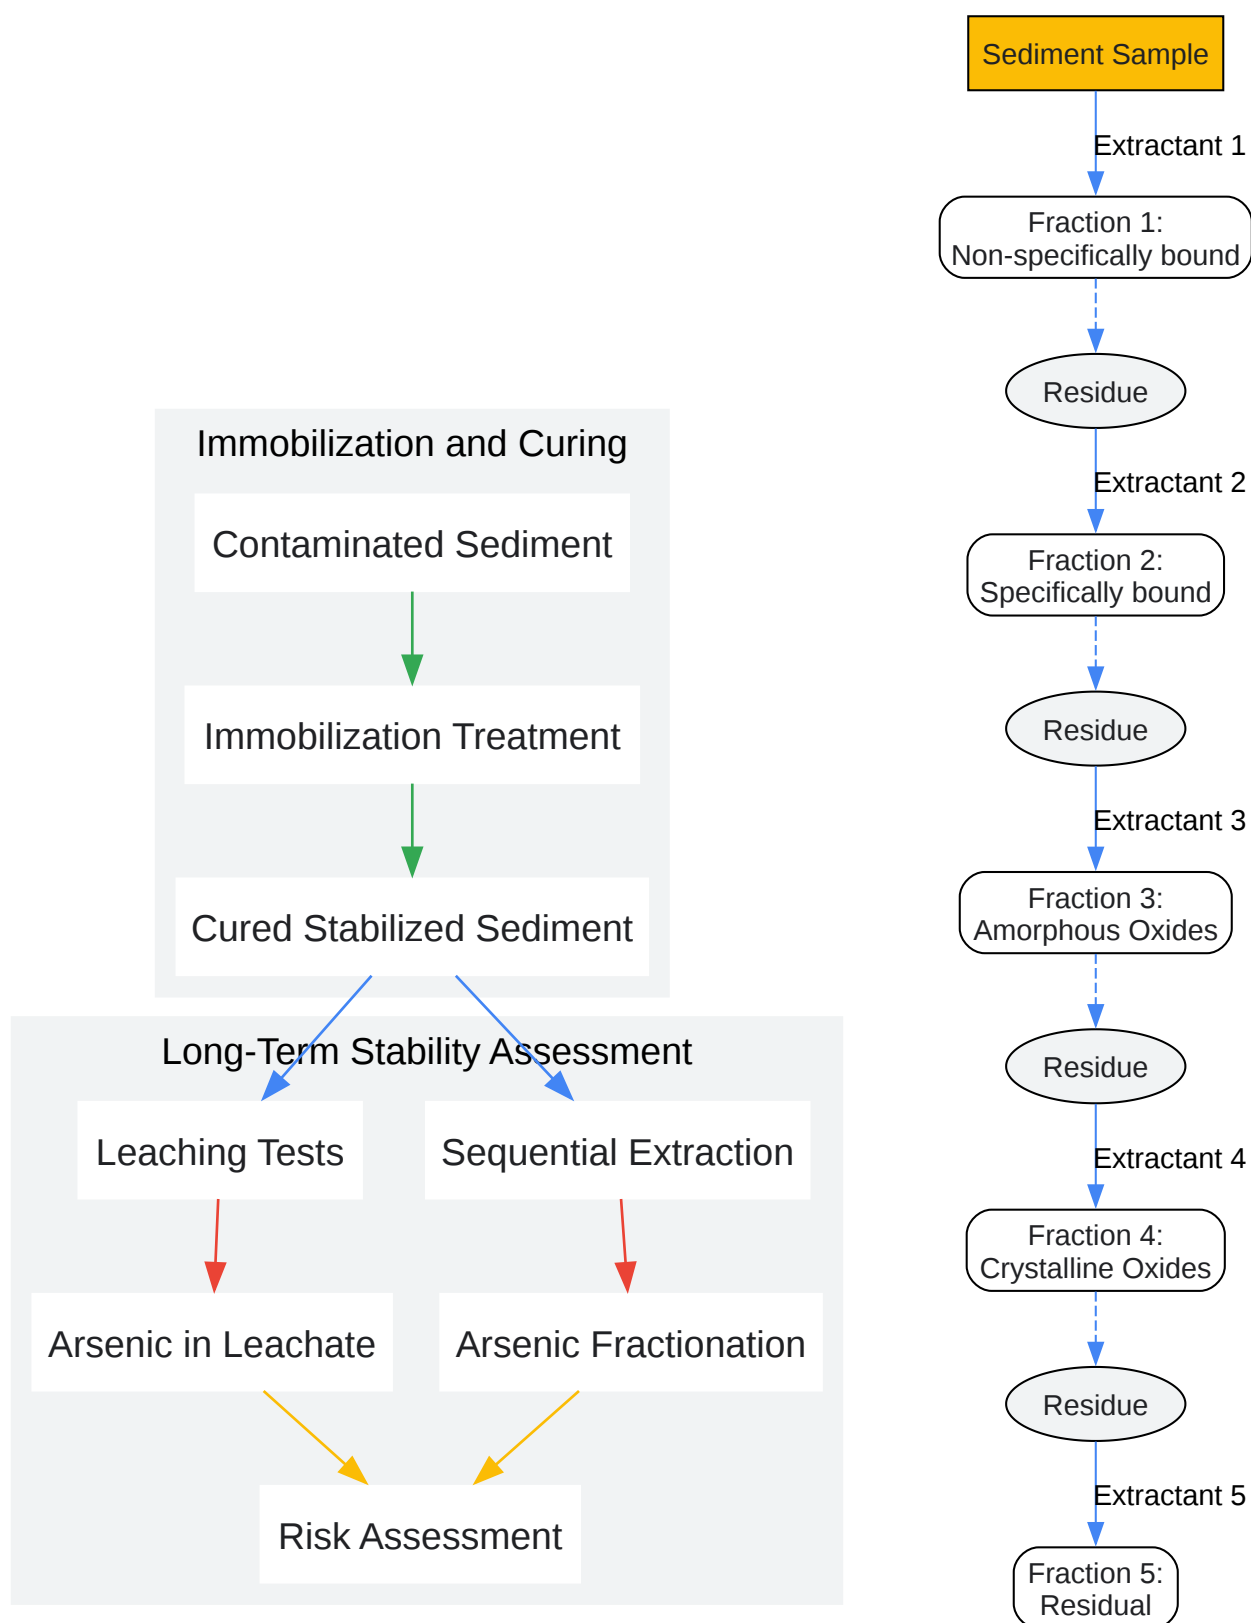 Immobilization and Curing
Contaminated Sediment
Immobilization Treatment
Cured Stabilized Sediment
Long-Term Stability Assessment
Leaching Tests
Sequential Extraction
Arsenic in Leachate
Arsenic Fractionation
Risk Assessment
Sediment Sample
Extractant 1
Fraction 1:
Non-specifically bound
Residue
Extractant 2
Fraction 2:
Specifically bound
Residue
Extractant 3
Fraction 3:
Amorphous Oxides
Residue
Extractant 4
Fraction 4:
Crystalline Oxides
Residue
Extractant 5
Fraction 5:
Residual